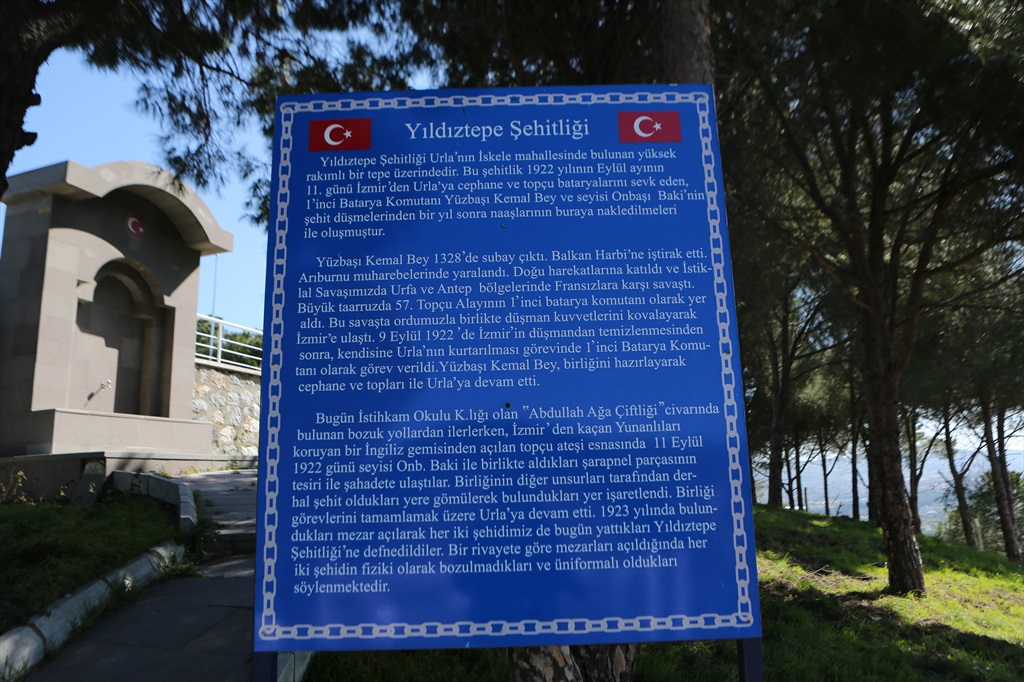 Yıldıztepe Şehitliği
Yıldıztepe Şehitliği Urla'nın İskele mahallesinde bulunan yüksek
rakımlı bir tepe üzerindedir. Bu şehitlik 1922 yılının Eylül ayının
11. günü İzmir'den Urla'ya cephane ve topçu bataryalarını sevk eden,
1'inci Batarya Komutanı Yüzbaşı Kemal Bey ve seyisi Onbaşı Baki'nin
şehit düşmelerinden bir yıl sonra naaşlarının buraya nakledilmeleri
ile oluşmuştur.
Yüzbaşı Kemal Bey 1328'de subay çıktı. Balkan Harbi'ne iştirak etti.
Arıburnu muharebelerinde yaralandı. Doğu harekatlarına katıldı ve İstik-
lal Savaşımızda Urfa ve Antep bölgelerinde Fransızlara karşı savaştı.
Büyük taarruzda 57. Topçu Alayının 1'inci batarya komutanı olarak yer
aldı. Bu savaşta ordumuzla birlikte düşman kuvvetlerini kovalayarak
İzmir'e ulaştı. 9 Eylül 1922 'de İzmir'in düşmandan temizlenmesinden
sonra, kendisine Urla'nın kurtarılması görevinde 1'inci Batarya Komu-
tanı olarak görev verildi.Yüzbaşı Kemal Bey, birliğini hazırlayarak
cephane ve topları ile Urla'ya devam etti.
Bugün İstihkam Okulu K.lığı olan "Abdullah Ağa Çiftliği"civarında
bulunan bozuk yollardan ilerlerken, İzmir'den kaçan Yunanlıları
koruyan bir İngiliz gemisinden açılan topçu ateşi esnasında 11 Eylül
1922 günü seyisi Onb. Baki ile birlikte aldıkları şarapnel parçasının
tesiri ile şahadete ulaştılar. Birliğinin diğer unsurları tarafından der-
hal şehit oldukları yere gömülerek bulundukları yer işaretlendi. Birliği
görevlerini tamamlamak üzere Urla'ya devam etti. 1923 yılında bulun-
dukları mezar açılarak her iki şehidimiz de bugün yattıkları Yıldıztepe
Şehitliği'ne defnedildiler. Bir rivayete göre mezarları açıldığında her
iki şehidin fiziki olarak bozulmadıkları ve üniformalı oldukları
söylenmektedir.